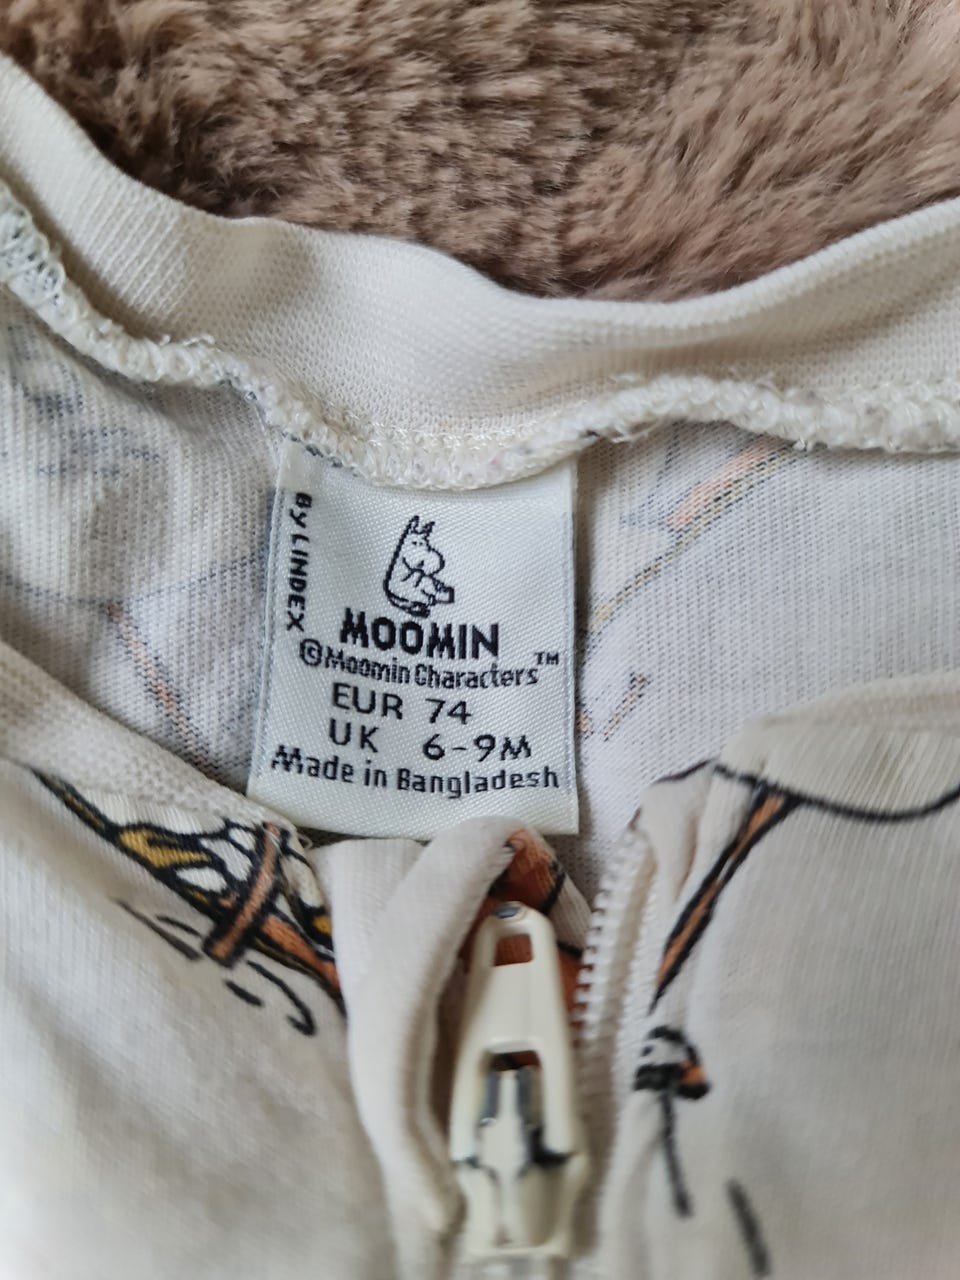 By LINDEX
MOOMIN
©Moomin Characters™
EUR 74
UK 6-9M
Made in Bangladesh